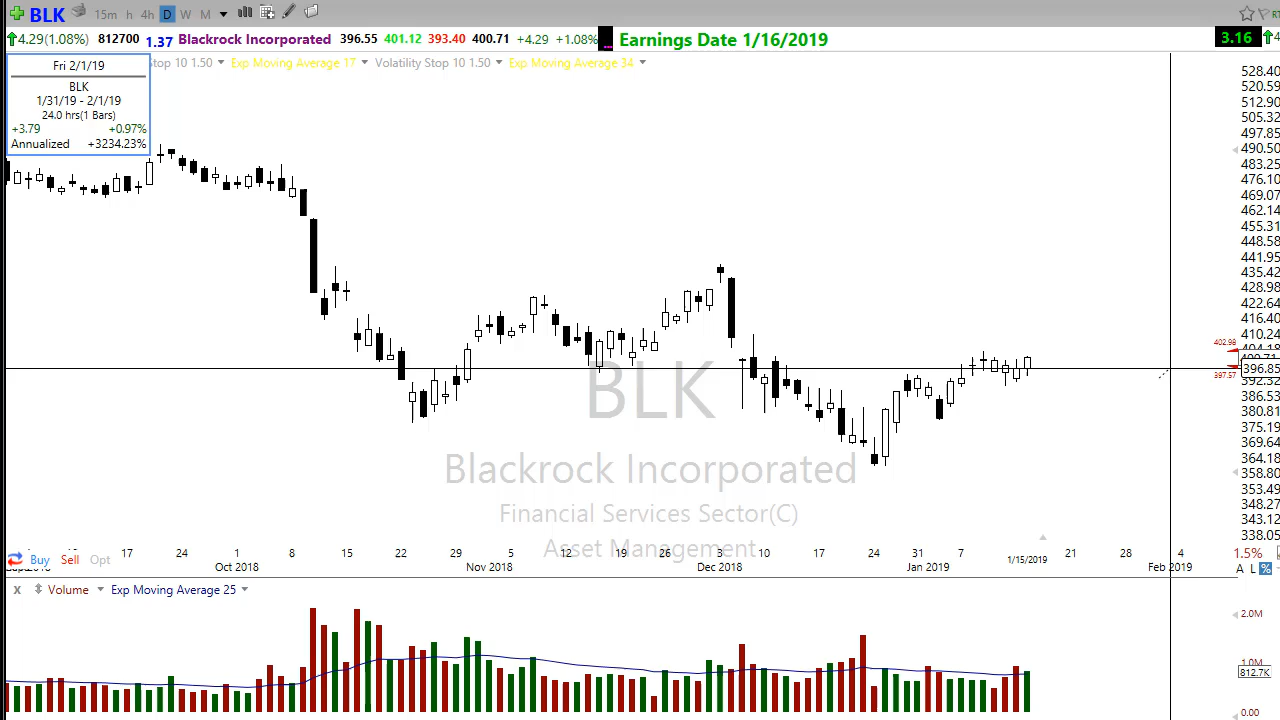 BLK 15m h 4h D W M
4.29(1.08%) 812700 1.37 Blackrock Incorporated 396.55 401.12 393.40 400.71 +4.29 +1.08% Earnings Date 1/16/2019 3.16
Fri 2/1/19
BLK
1/31/19 - 2/1/19
24.0 hrs(1 Bars)
+3.79 +0.97%
Annualized +3234.23%
Stop 10 1.50 Exp Moving Average 17 Volatility Stop 10 1.50 Exp Moving Average 34
528.40
520.59
512.90
505.32
497.85
490.50
483.25
476.10
469.07
462.14
455.31
448.58
441.95
435.42
428.98
422.64
416.40
410.24
404.18
402.98
400.71
396.85
397.57
392.32
386.53
380.81
375.19
369.64
364.18
358.80
353.49
348.27
343.12
338.05
BLK
Blackrock Incorporated
Financial Services Sector(C)
Asset Management
17 24 1 8 15 22 29 5 12 19 26 3 10 17 24 31 7 1/15/2019 21 28 4
Oct 2018 Nov 2018 Dec 2018 Jan 2019 Feb 2019
Buy Sell Opt
1.5%
A L %
x Volume Exp Moving Average 25
2.0M
1.0M
812.7K
0.00